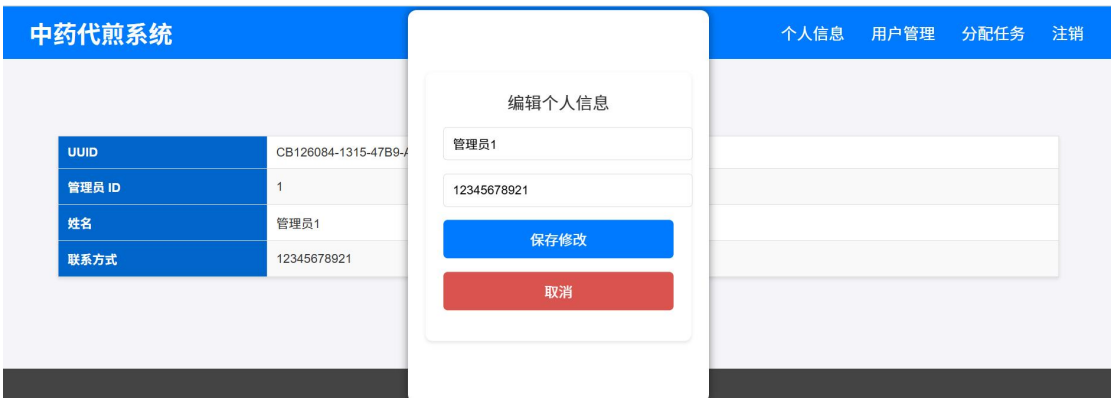 中药代煎系统
个人信息 用户管理 分配任务 注销
编辑个人信息
管理员1
12345678921
保存修改
取消
UUID CB126084-1315-47B9-
管理员 ID 1
姓名 管理员1
联系方式 12345678921